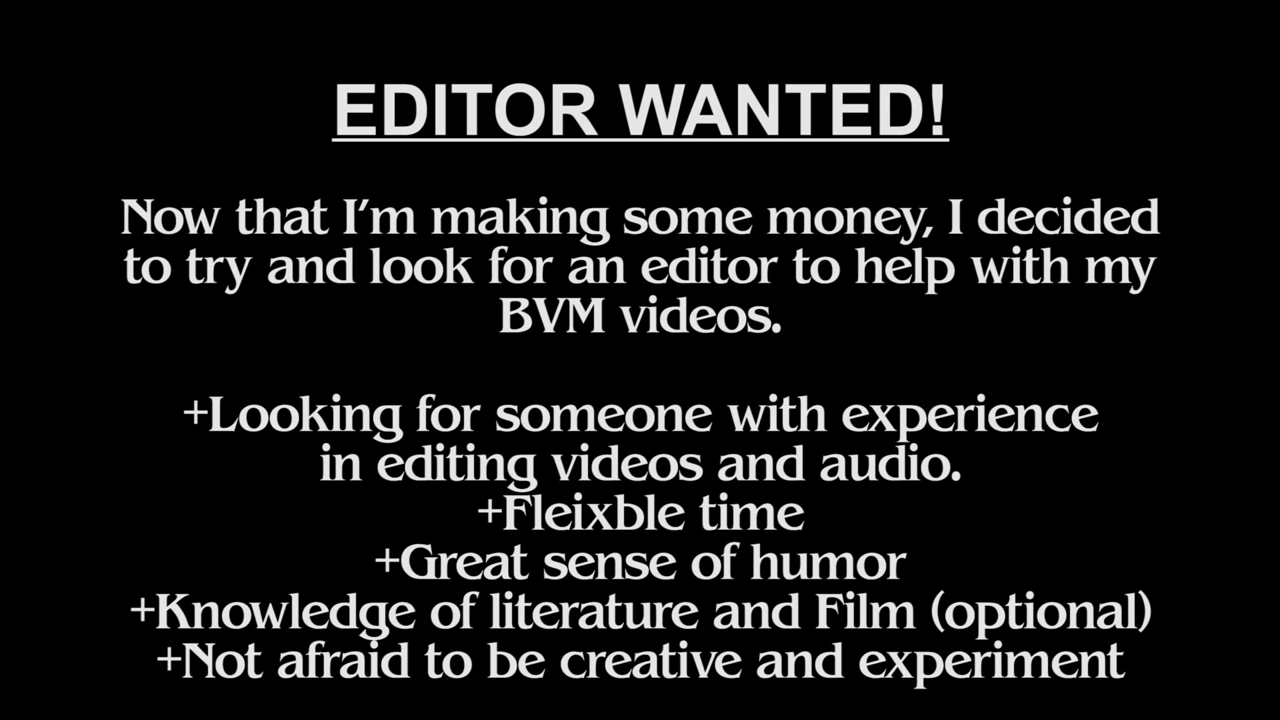 EDITOR WANTED!
Now that I'm making some money, I decided
to try and look for an editor to help with my
BVM videos.
+Looking for someone with experience
in editing videos and audio.
+Fleixble time
+Great sense of humor
+Knowledge of literature and Film (optional)
+Not afraid to be creative and experiment